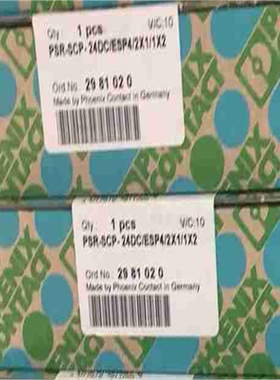 Qty. 1 pcs V/C:10
PSR-SCP-24DC/ESP4/2X1/1X2
Ord No.: 29 81 02 0
Made by Phoenix Contact in Germany
PHOENIX
CONTACT
Qty. 1 pcs V/C:10
PSR-SCP-24DC/ESP4/2X1/1X2
Ord No.: 29 81 02 0
Made by Phoenix Contact in Germany
PHOENIX
CONTACT